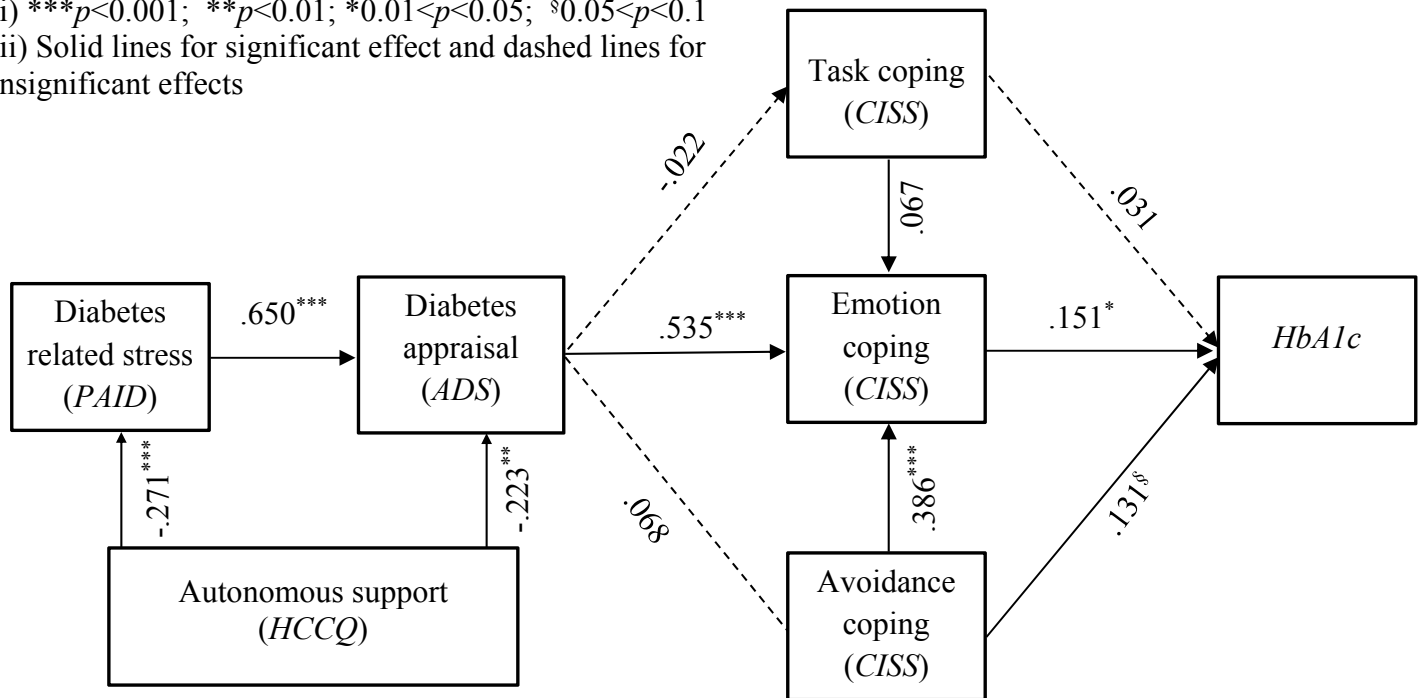 i) ***p<0.001; **p<0.01; *0.01<p<0.05; §0.05<p<0.1
ii) Solid lines for significant effect and dashed lines for
nsignificant effects
Task coping
(CISS)
-.022
.067
.031
Diabetes
related stress
(PAID)
.650***
Diabetes
appraisal
(ADS)
.535***
Emotion
coping
(CISS)
.151*
HbA1c
-.271***
-.223**
.068
.386***
.131§
Autonomous support
(HCCQ)
Avoidance
coping
(CISS)